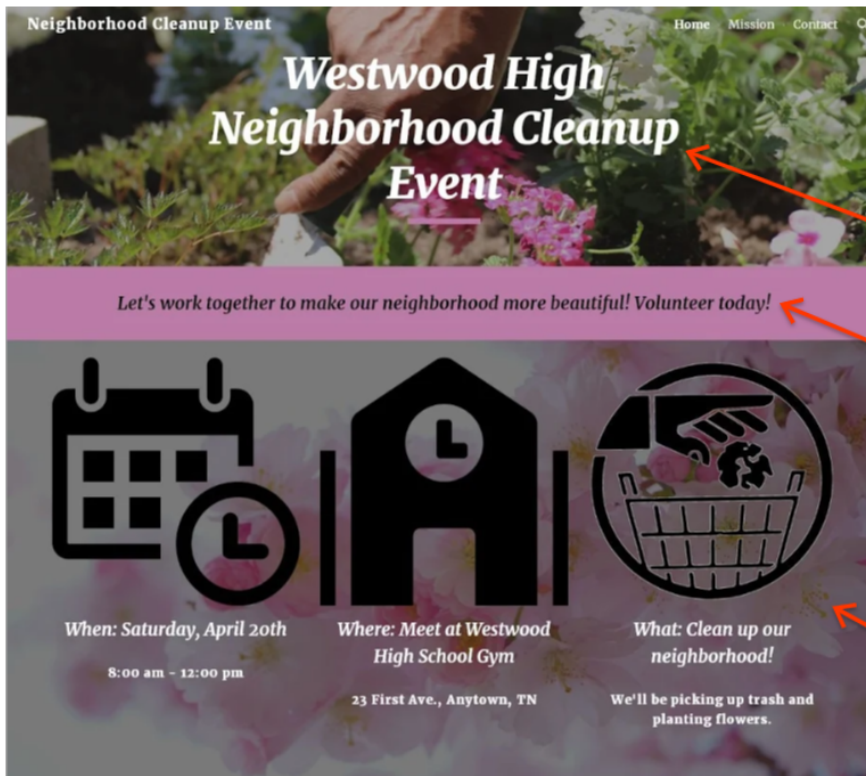 Neighborhood Cleanup Event
Home Mission Contact
Westwood High
Neighborhood Cleanup
Event
Let's work together to make our neighborhood more beautiful! Volunteer today!
When: Saturday, April 20th
8:00 am - 12:00 pm
Where: Meet at Westwood
High School Gym
23 First Ave., Anytown, TN
What: Clean up our
neighborhood!
We'll be picking up trash and
planting flowers.